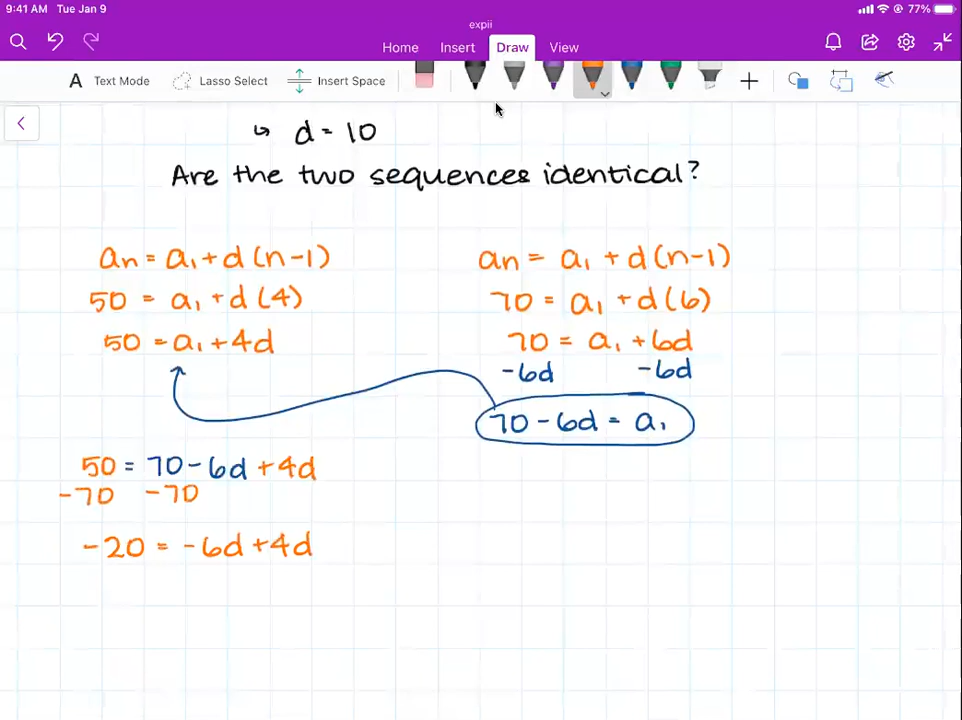 9:41 AM Tue Jan 9
77%
expii
Home Insert Draw View
A Text Mode Lasso Select Insert Space
↳ d = 10
Are the two sequences identical?
an = a₁ + d(n-1)
50 = a₁ + d(4)
50 = a₁ + 4d
an = a₁ + d(n-1)
70 = a₁ + d(6)
70 = a₁ + 6d
-6d -6d
70 - 6d = a₁
50 = 70 - 6d + 4d
-70 -70
-20 = -6d + 4d